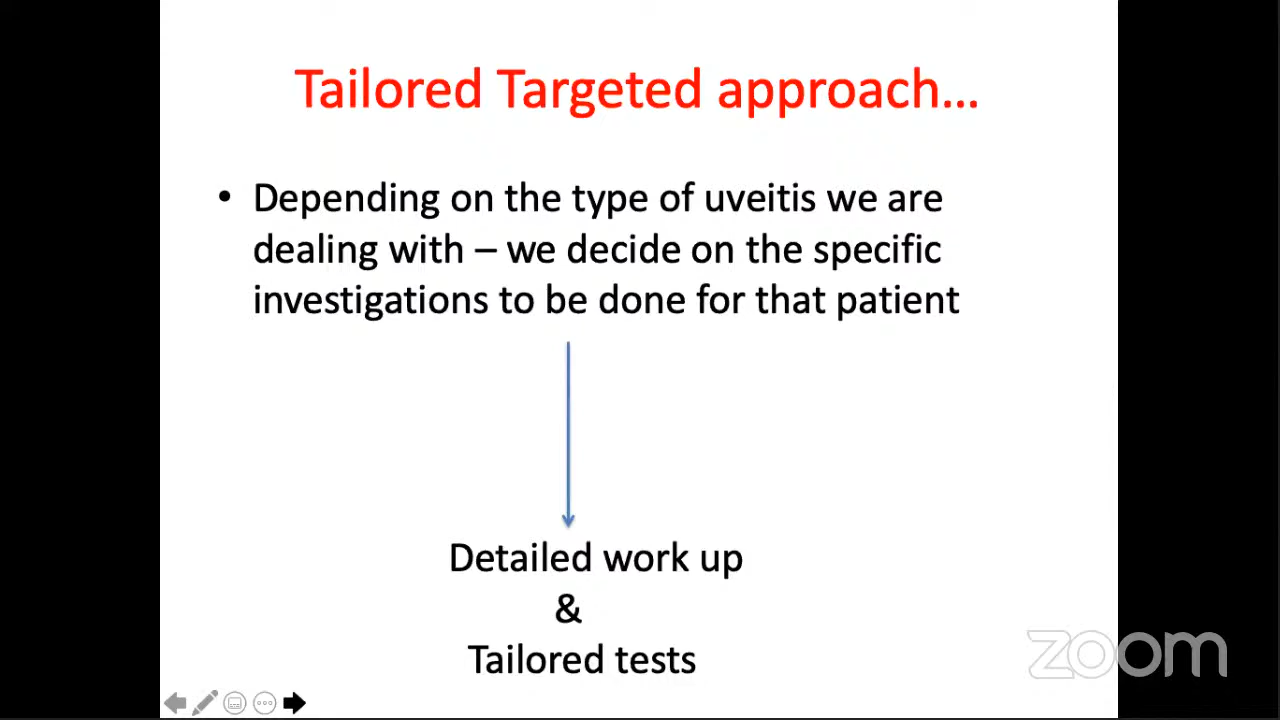 Tailored Targeted approach...
• Depending on the type of uveitis we are
dealing with – we decide on the specific
investigations to be done for that patient
Detailed work up
&
Tailored tests
zoom